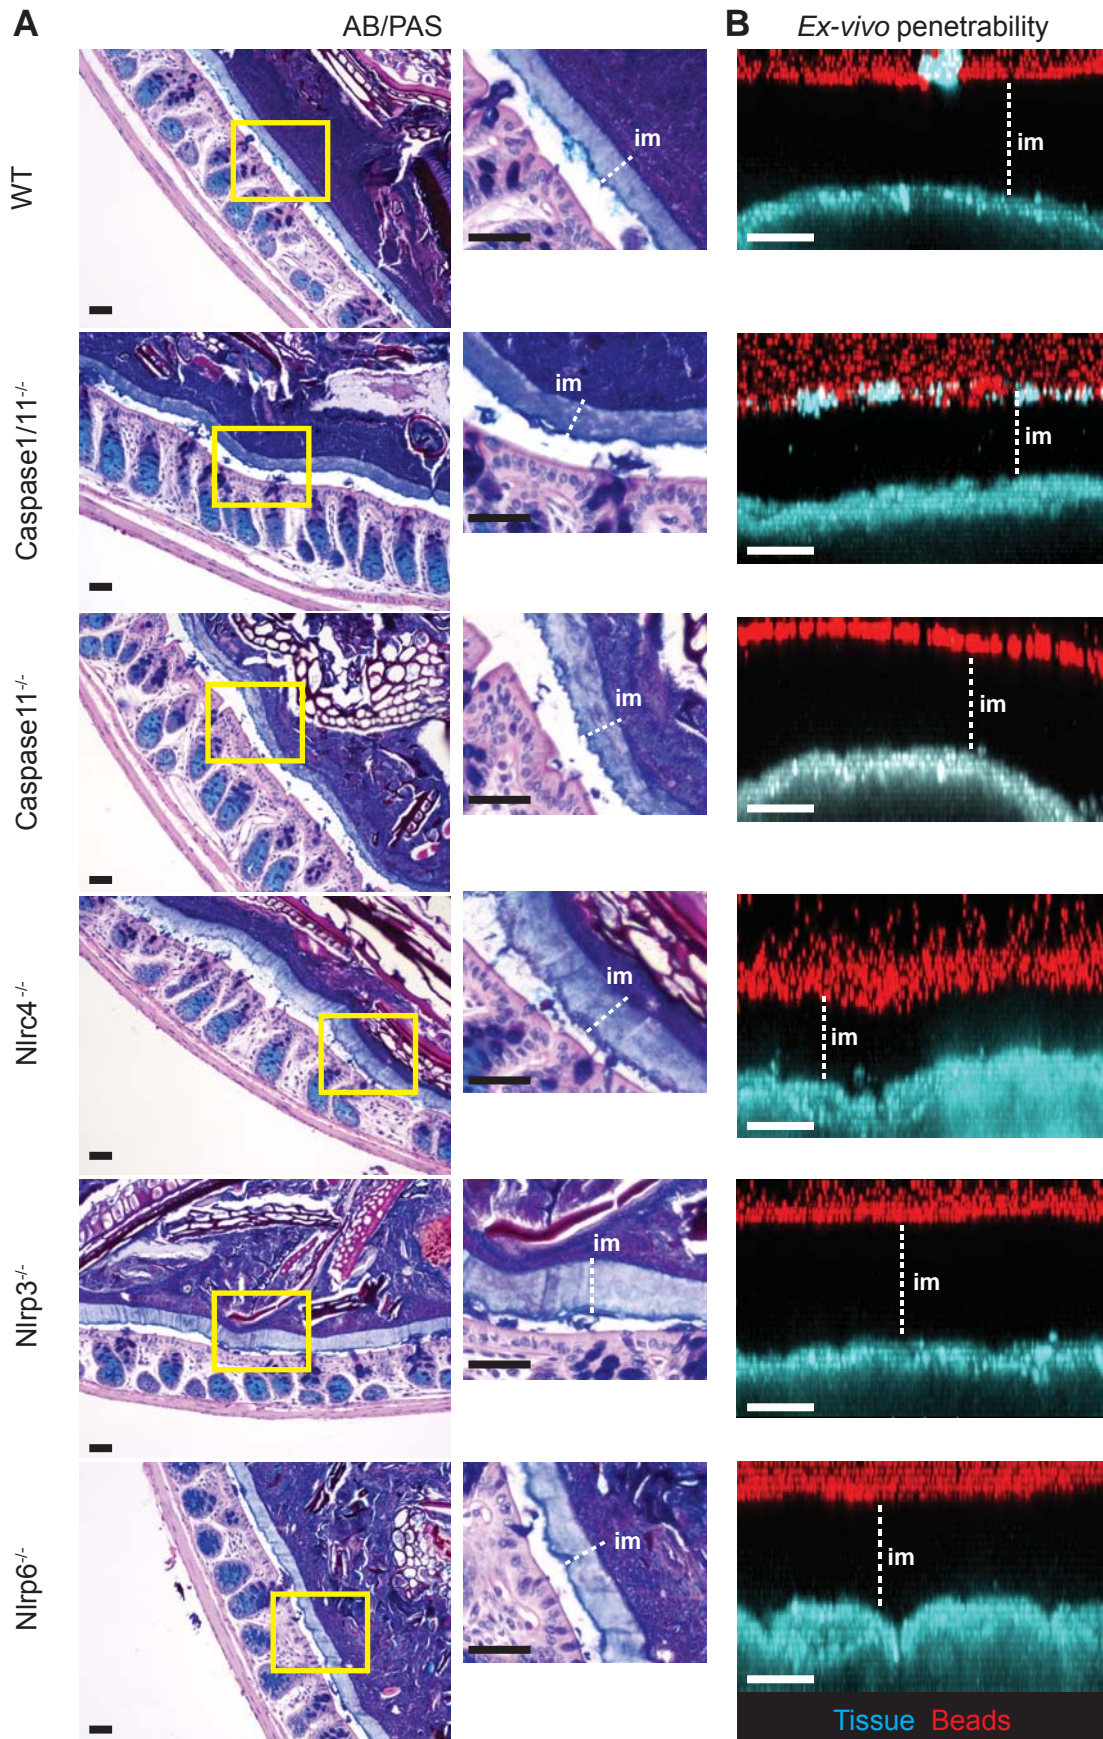 A
AB/PAS
B
Ex-vivo penetrability
WT
im
im
Caspase1/11-/-
im
im
Caspase11-/-
im
im
Nlrc4-/-
im
im
Nlrp3-/-
im
im
Nlrp6-/-
im
im
Tissue Beads